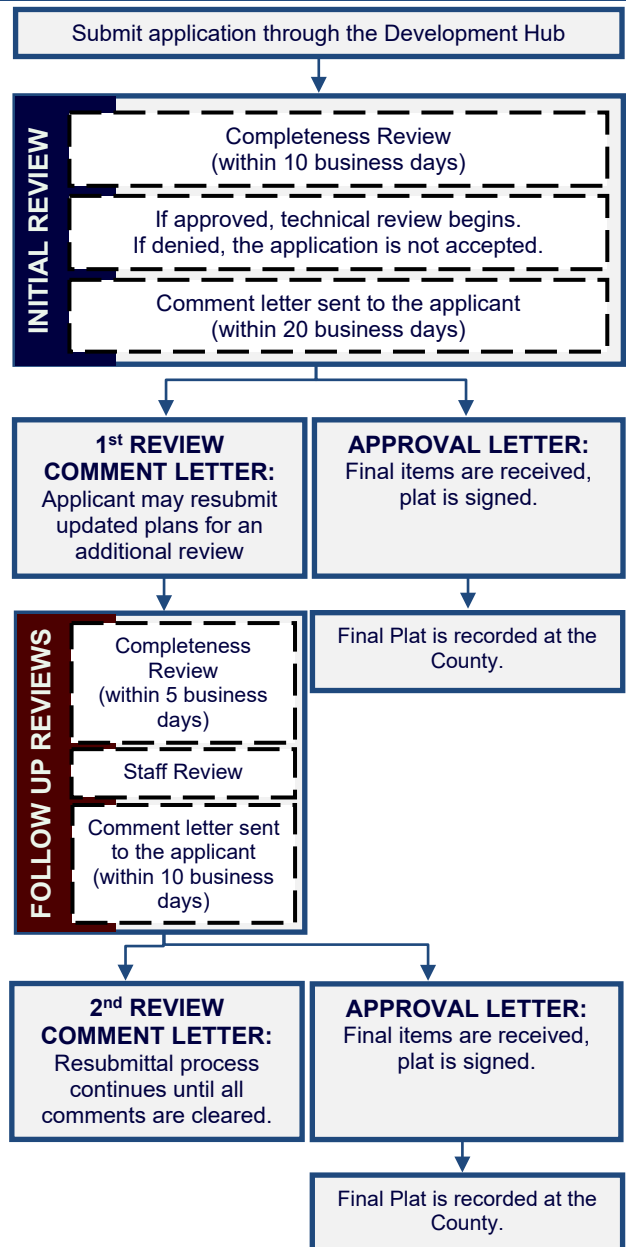 Submit application through the Development Hub
INITIAL REVIEW
Completeness Review
(within 10 business days)
If approved, technical review begins.
If denied, the application is not accepted.
Comment letter sent to the applicant
(within 20 business days)
1st REVIEW
COMMENT LETTER:
Applicant may resubmit
updated plans for an
additional review
APPROVAL LETTER:
Final items are received,
plat is signed.
Final Plat is recorded at the
County.
FOLLOW UP REVIEWS
Completeness
Review
(within 5 business
days)
Staff Review
Comment letter sent
to the applicant
(within 10 business
days)
2nd REVIEW
COMMENT LETTER:
Resubmittal process
continues until all
comments are cleared.
APPROVAL LETTER:
Final items are received,
plat is signed.
Final Plat is recorded at the
County.